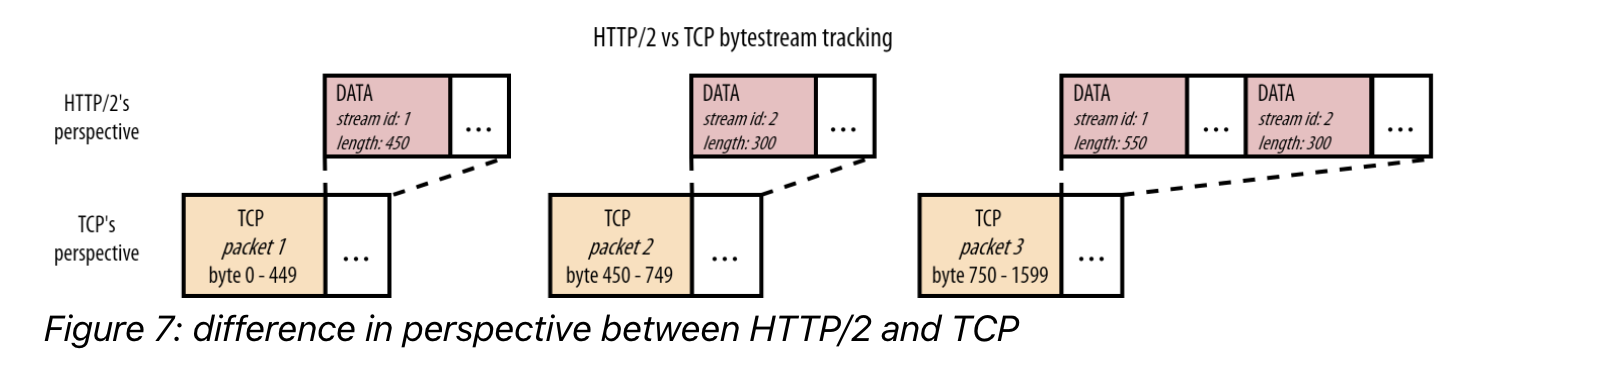 HTTP/2 vs TCP bytestream tracking
HTTP/2's
perspective
DATA
stream id: 1
length: 450
...
DATA
stream id: 2
length: 300
...
DATA
stream id: 1
length: 550
...
DATA
stream id: 2
length: 300
...
TCP's
perspective
TCP
packet 1
byte 0 - 449
...
TCP
packet 2
byte 450 - 749
...
TCP
packet 3
byte 750 - 1599
...
Figure 7: difference in perspective between HTTP/2 and TCP